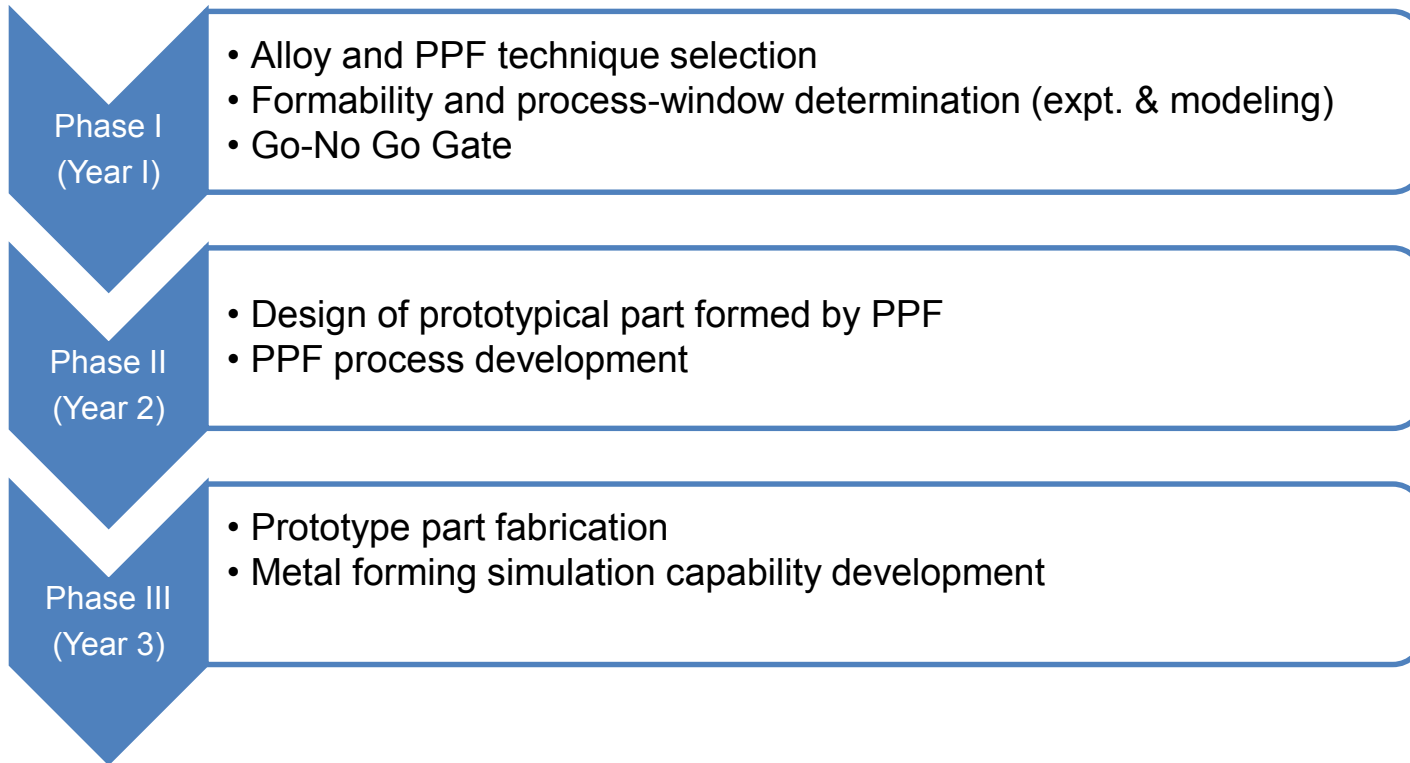 Phase I
(Year I)
• Alloy and PPF technique selection
• Formability and process-window determination (expt. & modeling)
• Go-No Go Gate
Phase II
(Year 2)
• Design of prototypical part formed by PPF
• PPF process development
Phase III
(Year 3)
• Prototype part fabrication
• Metal forming simulation capability development